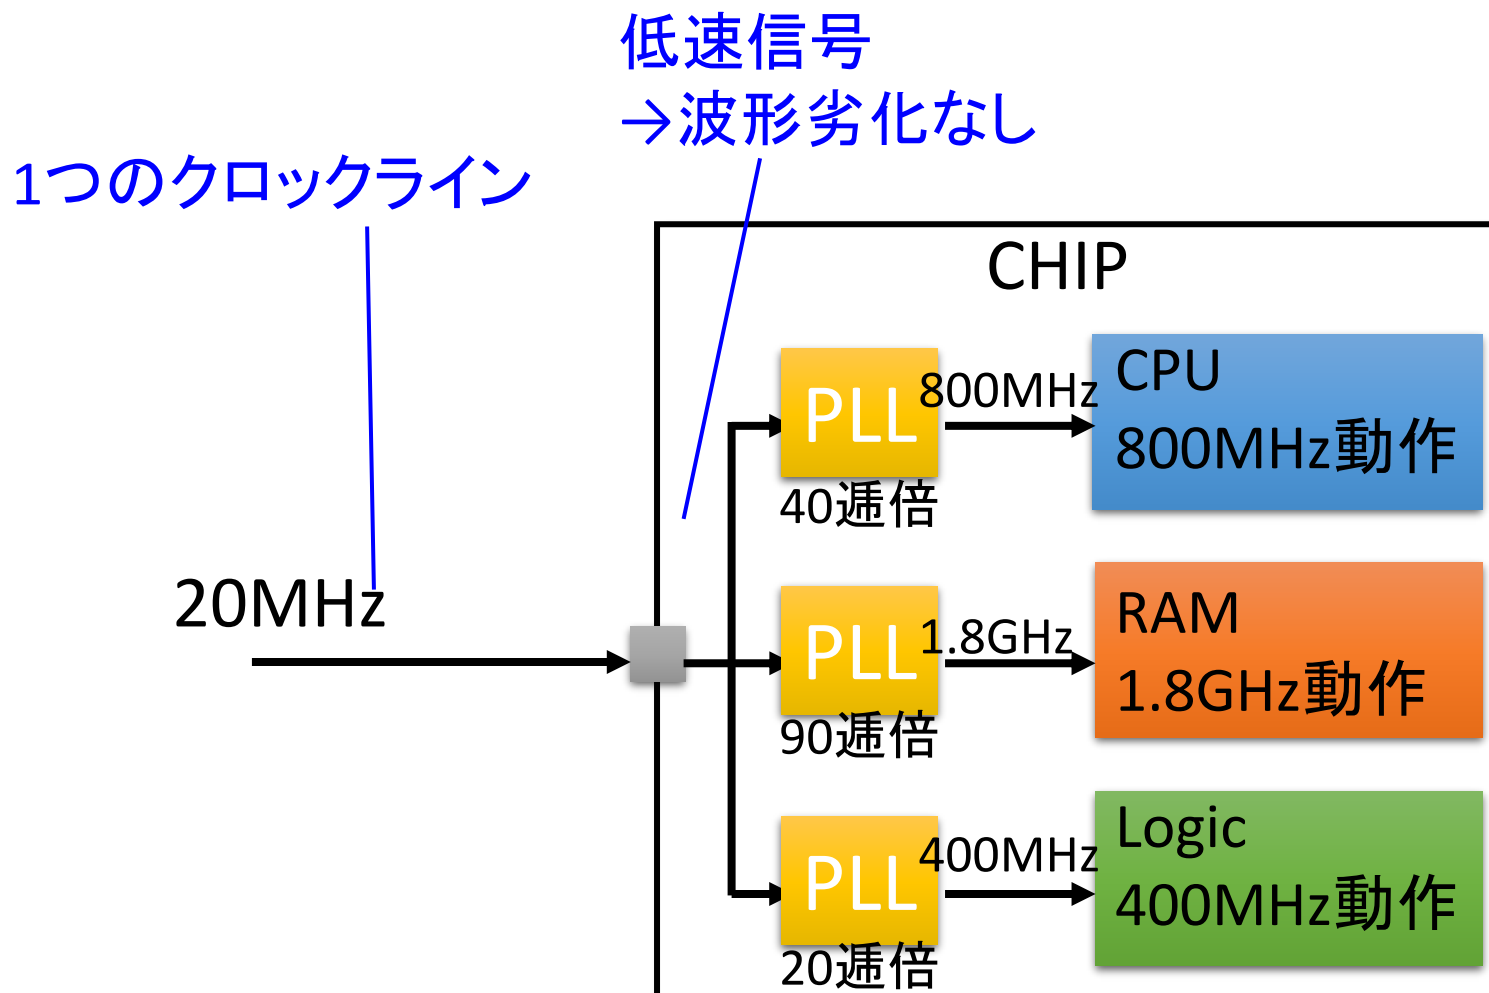 低速信号
→波形劣化なし
1つのクロックライン
CHIP
PLL
800MHz
CPU
800MHz動作
40逓倍
20MHz
PLL
1.8GHz
RAM
1.8GHz動作
90逓倍
PLL
400MHz
Logic
400MHz動作
20逓倍